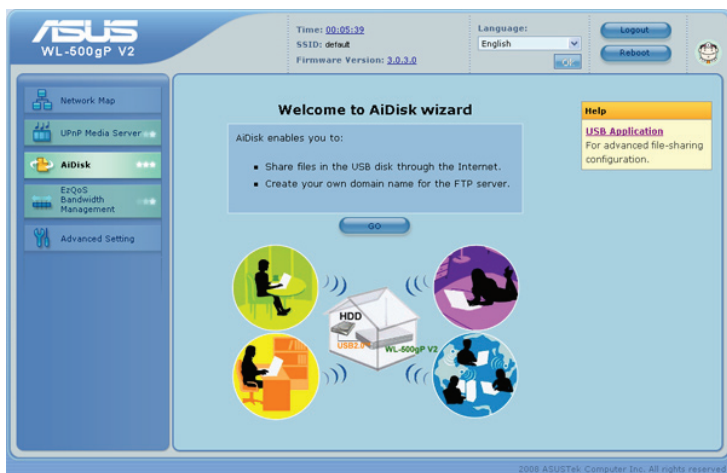 ASUS
WL-500gP V2
Time: 00:05:39
SSID: default
Firmware Version: 3.0.3.0
Language:
English
Logout
Reboot
Network Map
UPnP Media Server
AiDisk
EzQoS
Bandwidth
Management
Advanced Setting
Welcome to AiDisk wizard
AiDisk enables you to:
Share files in the USB disk through the Internet.
Create your own domain name for the FTP server.
GO
HDD
USB2.0
WL-500gP V2
Help
USB Application
For advanced file-sharing
configuration.
2008 ASUSTek Computer Inc. All rights reserved